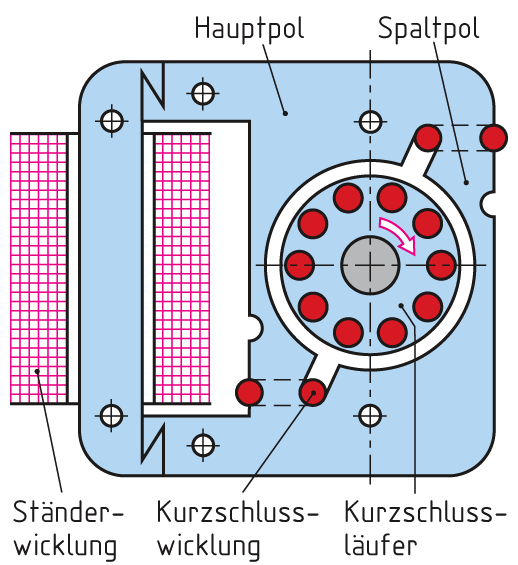 Hauptpol
Spaltpol
Ständer-
wicklung
Kurzschluss-
wicklung
Kurzschluss-
läufer